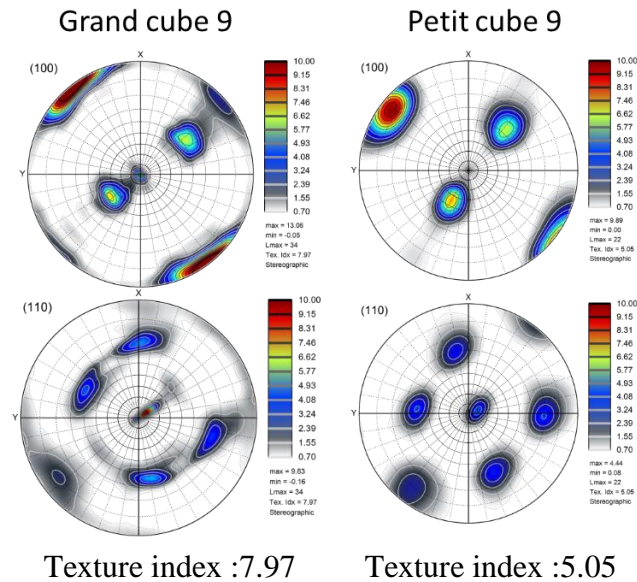 Grand cube 9
Petit cube 9
X
(100)
Y
10.00
9.15
8.31
7.46
6.62
5.77
4.93
4.08
3.24
2.39
1.55
0.70
max = 13.06
min = -0.05
Lmax = 34
Tex. Idx = 7.97
Stereographic
X
(100)
Y
10.00
9.15
8.31
7.46
6.62
5.77
4.93
4.08
3.24
2.39
1.55
0.70
max = 9.89
min = 0.00
Lmax = 22
Tex. Idx = 5.05
Stereographic
X
(110)
Y
10.00
9.15
8.31
7.46
6.62
5.77
4.93
4.08
3.24
2.39
1.55
0.70
max = 9.63
min = -0.16
Lmax = 34
Tex. Idx = 7.97
Stereographic
X
(110)
Y
10.00
9.15
8.31
7.46
6.62
5.77
4.93
4.08
3.24
2.39
1.55
0.70
max = 4.44
min = 0.08
Lmax = 22
Tex. Idx = 5.05
Stereographic
Texture index :7.97
Texture index :5.05